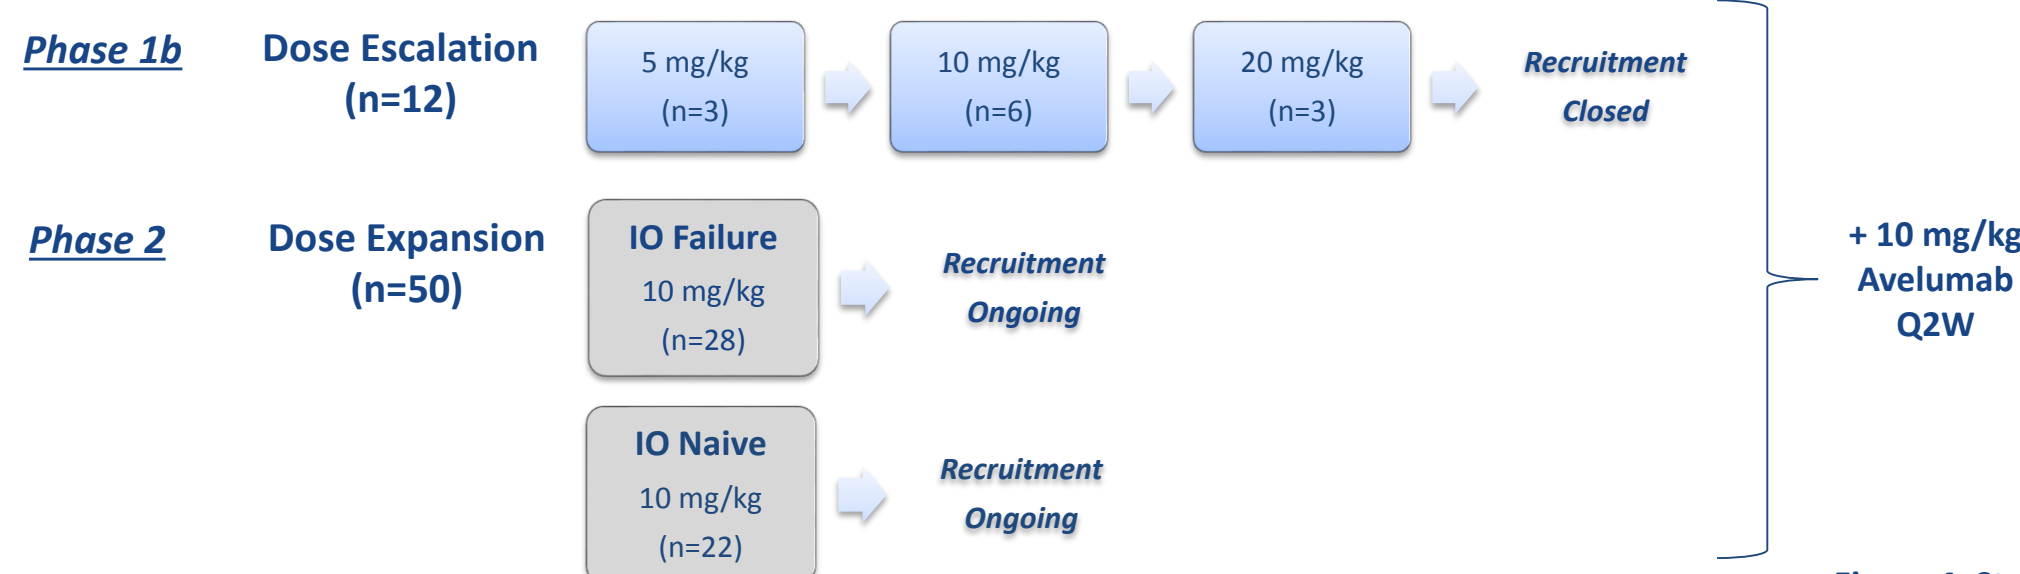 Phase 1b
Dose Escalation
(n=12)
5 mg/kg
(n=3)
10 mg/kg
(n=6)
20 mg/kg
(n=3)
Recruitment
Closed
Phase 2
Dose Expansion
(n=50)
IO Failure
10 mg/kg
(n=28)
Recruitment
Ongoing
IO Naive
10 mg/kg
(n=22)
Recruitment
Ongoing
+ 10 mg/kg
Avelumab
Q2W